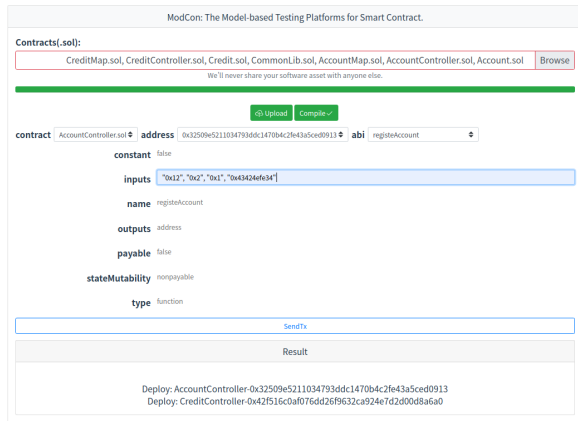 ModCon: The Model-based Testing Platforms for Smart Contract.
Contracts(.sol):
CreditMap.sol, CreditController.sol, Credit.sol, CommonLib.sol, AccountMap.sol, AccountController.sol, Account.sol Browse
We'll never share your software asset with anyone else.
Upload Compile
contract AccountController.sol address 0x32509e5211034793ddc1470b4c2fe43a5ced0913 abi registeAccount
constant false
inputs "0x12", "0x2", "0x1", "0x43424efe34"
name registeAccount
outputs address
payable false
stateMutability nonpayable
type function
SendTx
Result
Deploy: AccountController-0x32509e5211034793ddc1470b4c2fe43a5ced0913
Deploy: CreditController-0x42f516c0af076dd26f9632ca924e7d2d00d8a6a0